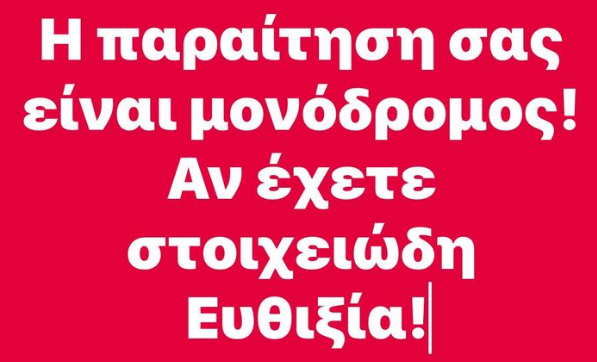 Η παραίτηση σας
είναι μονόδρομος!
Αν έχετε
στοιχειώδη
Ευθιξία!